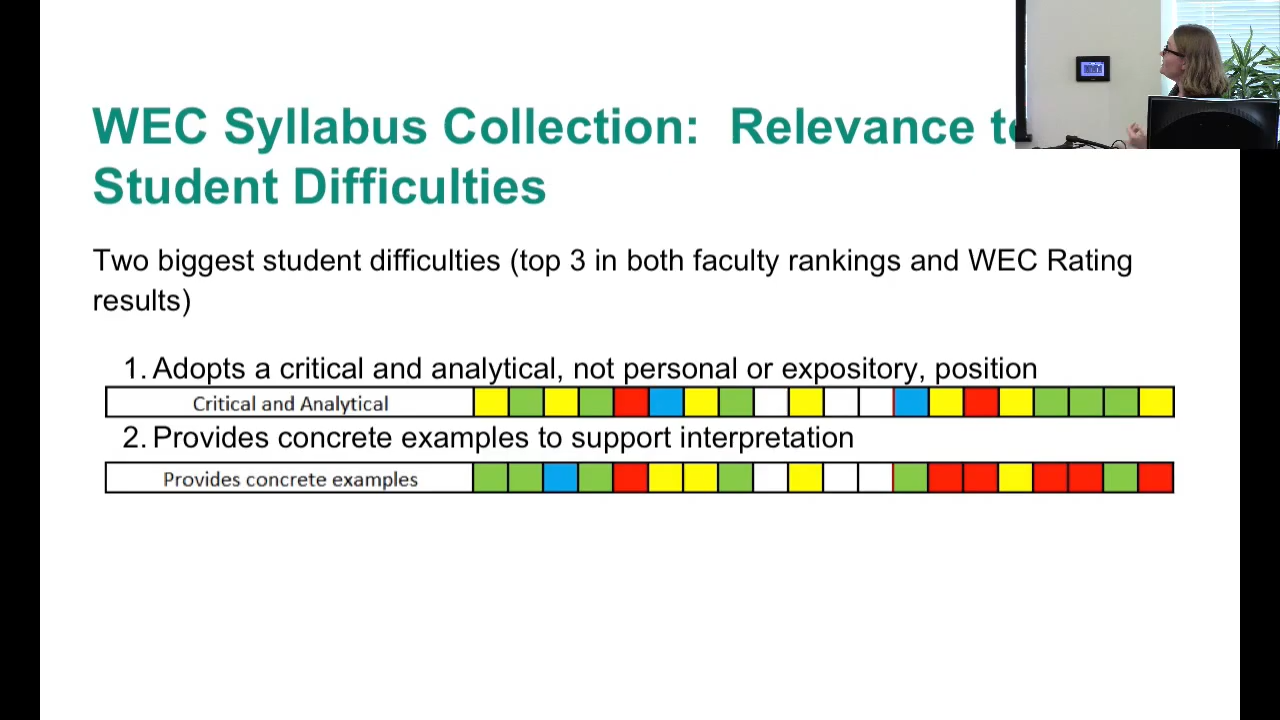 WEC Syllabus Collection: Relevance
Student Difficulties
Two biggest student difficulties (top 3 in both faculty rankings and WEC Rating
results)
1. Adopts a critical and analytical, not personal or expository, position
Critical and Analytical
2. Provides concrete examples to support interpretation
Provides concrete examples